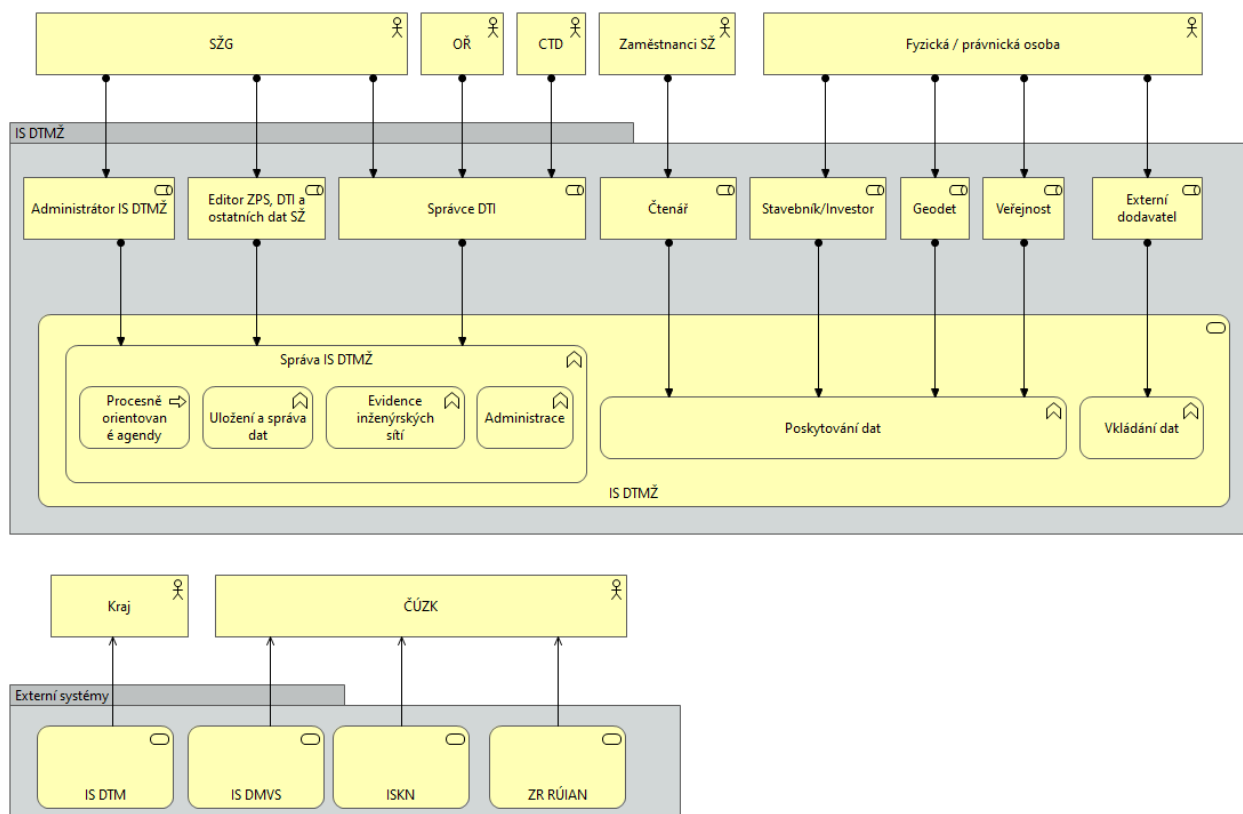 SŽG
OŘ
CTD
Zaměstnanci SŽ
Fyzická / právnická osoba
IS DTMŽ
Administrátor IS DTMŽ
Editor ZPS, DTI a
ostatních dat SŽ
Správce DTI
Čtenář
Stavebník/Investor
Geodet
Veřejnost
Externí
dodavatel
Správa IS DTMŽ
Procesně
orientovan
é agendy
Uložení a správa
dat
Evidence
inženýrských
sítí
Administrace
Poskytování dat
Vkládání dat
IS DTMŽ
Kraj
ČÚZK
Externí systémy
IS DTM
IS DMVS
ISKN
ZR RÚIAN